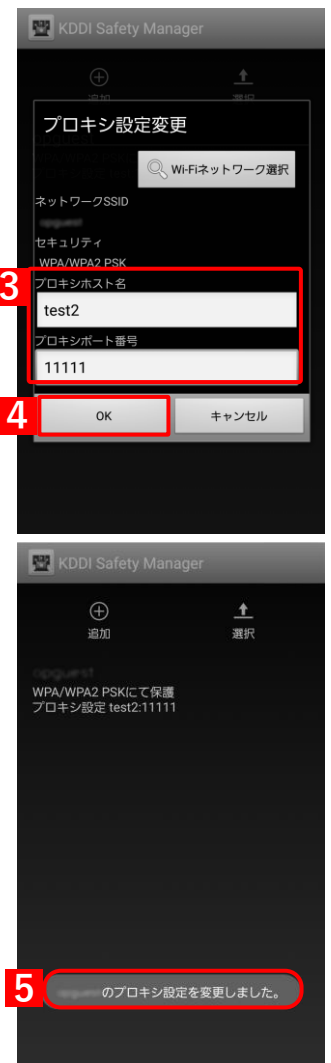 KDDI Safety Manager
追加
選択
プロキシ設定変更
Wi-Fiネットワーク選択
ネットワークSSID
セキュリティ
WPA/WPA2 PSK
3
プロキシホスト名
test2
プロキシポート番号
11111
4
OK
キャンセル
KDDI Safety Manager
追加
選択
WPA/WPA2 PSKにて保護
プロキシ設定 test2:11111
5
のプロキシ設定を変更しました。